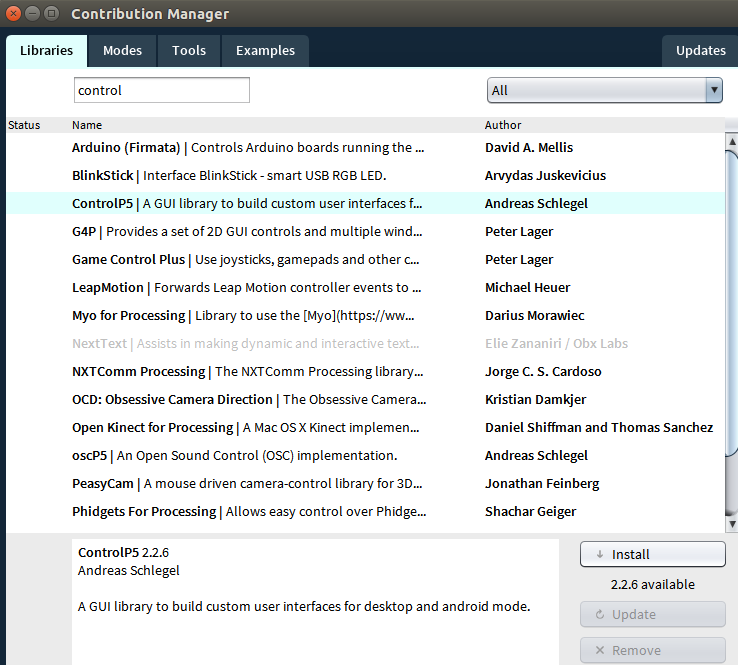 Contribution Manager
Libraries Modes Tools Examples Updates
control All
Status Name Author
Arduino (Firmata) | Controls Arduino boards running the ... David A. Mellis
BlinkStick | Interface BlinkStick - smart USB RGB LED. Arvydas Juskevicius
ControlP5 | A GUI library to build custom user interfaces f... Andreas Schlegel
G4P | Provides a set of 2D GUI controls and multiple wind... Peter Lager
Game Control Plus | Use joysticks, gamepads and other c... Peter Lager
LeapMotion | Forwards Leap Motion controller events to ... Michael Heuer
Myo for Processing | Library to use the [Myo](https://ww... Darius Morawiec
NextText | Assists in making dynamic and interactive text... Elie Zananiri / Obx Labs
NXTComm Processing | The NXTComm Processing library... Jorge C. S. Cardoso
OCD: Obsessive Camera Direction | The Obsessive Camera... Kristian Damkjer
Open Kinect for Processing | A Mac OS X Kinect implemen... Daniel Shiffman and Thomas Sanchez
oscP5 | An Open Sound Control (OSC) implementation. Andreas Schlegel
PeasyCam | A mouse driven camera-control library for 3D... Jonathan Feinberg
Phidgets For Processing | Allows easy control over Phidge... Shachar Geiger
ControlP5 2.2.6
Andreas Schlegel
A GUI library to build custom user interfaces for desktop and android mode.
Install
2.2.6 available
Update
Remove